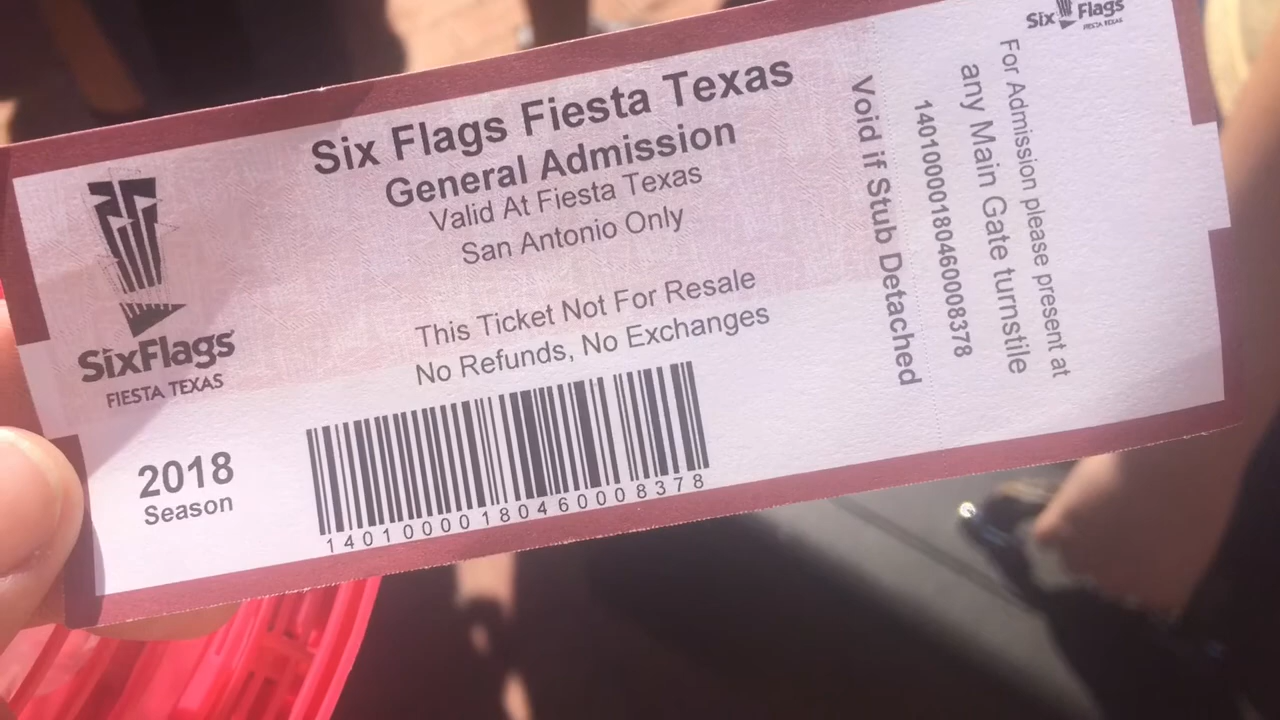 Six Flags Fiesta Texas
General Admission
Valid At Fiesta Texas
San Antonio Only
This Ticket Not For Resale
No Refunds, No Exchanges
SixFlags
FIESTA TEXAS
2018
Season
14010000180460008378
Void if Stub Detached
14010000180460008378
any Main Gate turnstile
For Admission please present at
Six Flags
FIESTA TEXAS